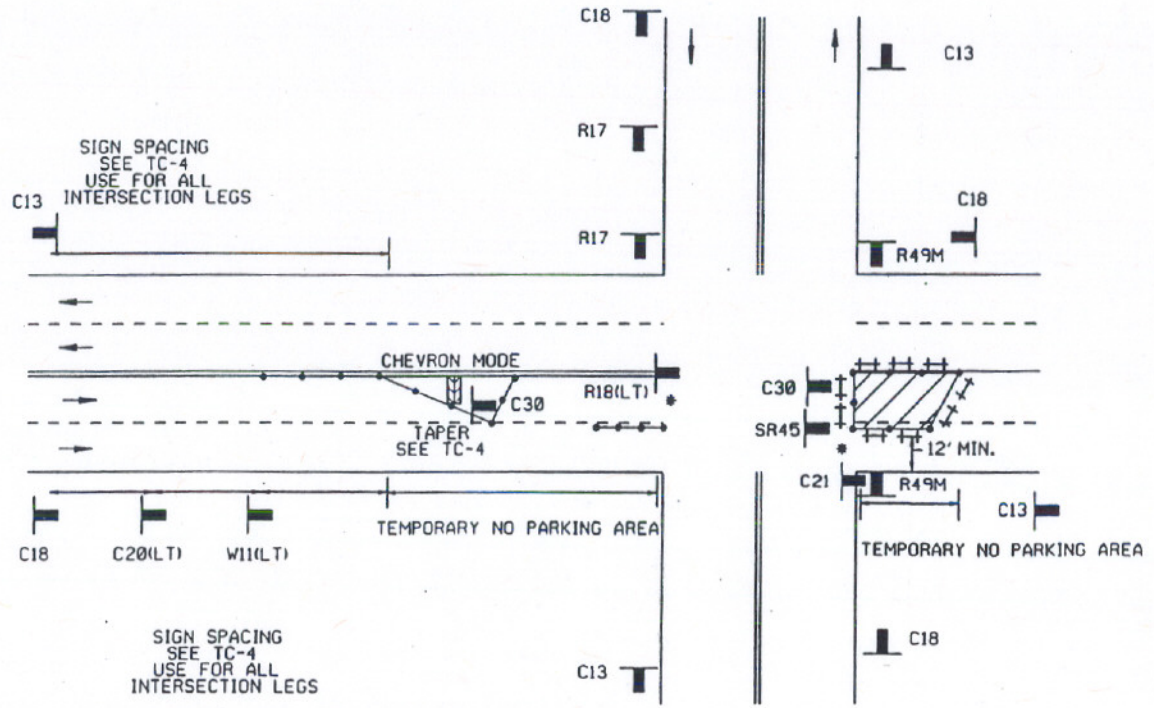 C18
C13
R17
SIGN SPACING
SEE TC-4
USE FOR ALL
INTERSECTION LEGS
C13
C18
R17
R49M
CHEVRON MODE
C30
R18(LT)
*
C30
TAPER
SEE TC-4
SR45
*
12' MIN.
C21
R49M
C13
TEMPORARY NO PARKING AREA
TEMPORARY NO PARKING AREA
C18
C20(LT)
W11(LT)
SIGN SPACING
SEE TC-4
USE FOR ALL
INTERSECTION LEGS
C18
C13